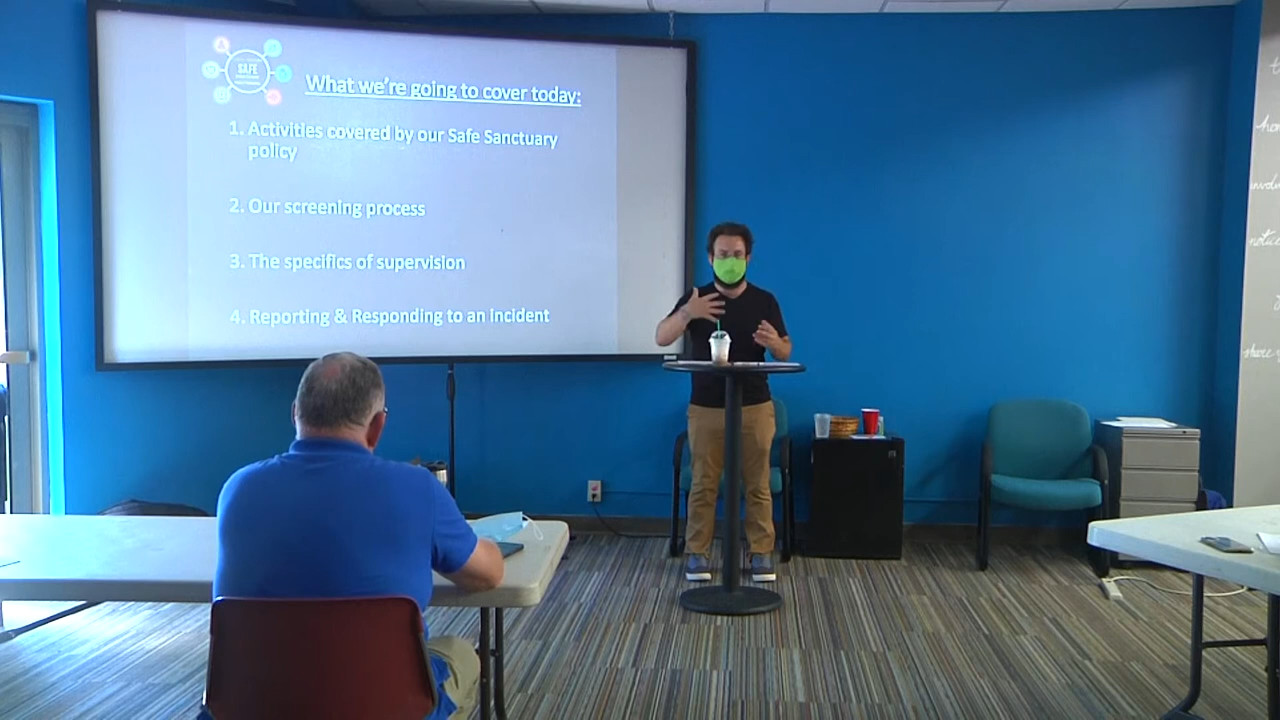 SAFE
What we're going to cover today:
1. Activities covered by our Safe Sanctuary
policy
2. Our screening process
3. The specifics of supervision
4. Reporting & Responding to an Incident
share